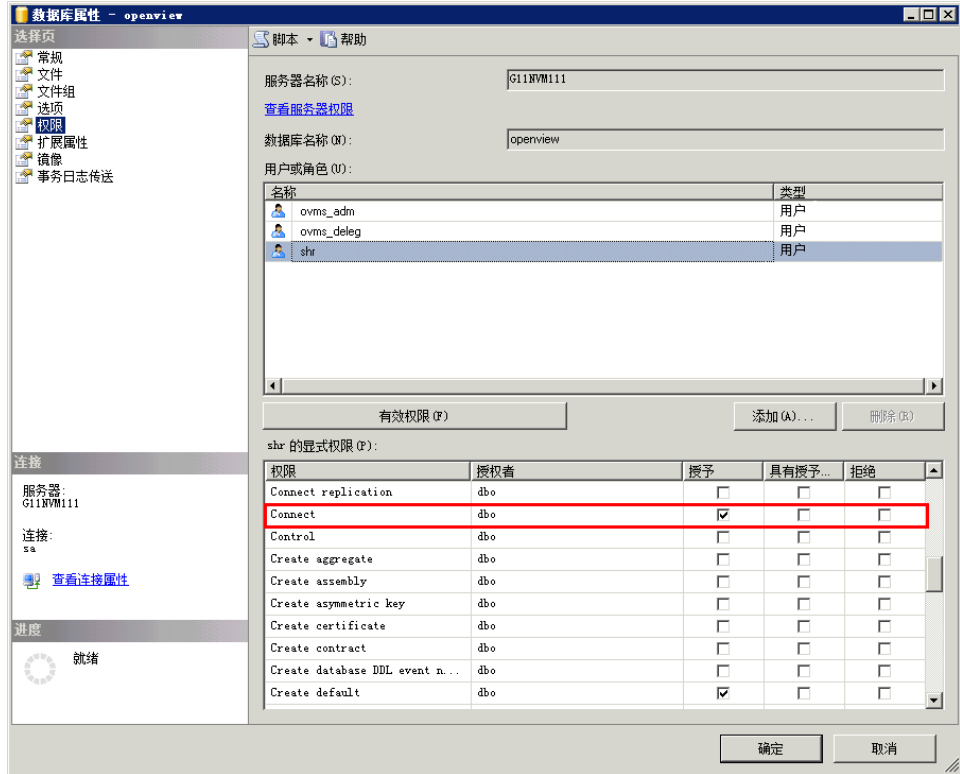 数据库属性 - openview
选择页
常规
文件
文件组
选项
权限
扩展属性
镜像
事务日志传送
脚本 帮助
服务器名称(S): G11NVM111
查看服务器权限
数据库名称(N): openview
用户或角色(U):
名称 类型
ovms_adm 用户
ovms_deleg 用户
shr 用户
有效权限(F) 添加(A)... 删除(R)
shr 的显式权限(P):
权限 授权者 授予 具有授予... 拒绝
Connect replication dbo
Connect dbo
Control dbo
Create aggregate dbo
Create assembly dbo
Create asymmetric key dbo
Create certificate dbo
Create contract dbo
Create database DDL event n... dbo
Create default dbo
连接
服务器:
G11NVM111
连接:
sa
查看连接属性
进度
就绪
确定 取消